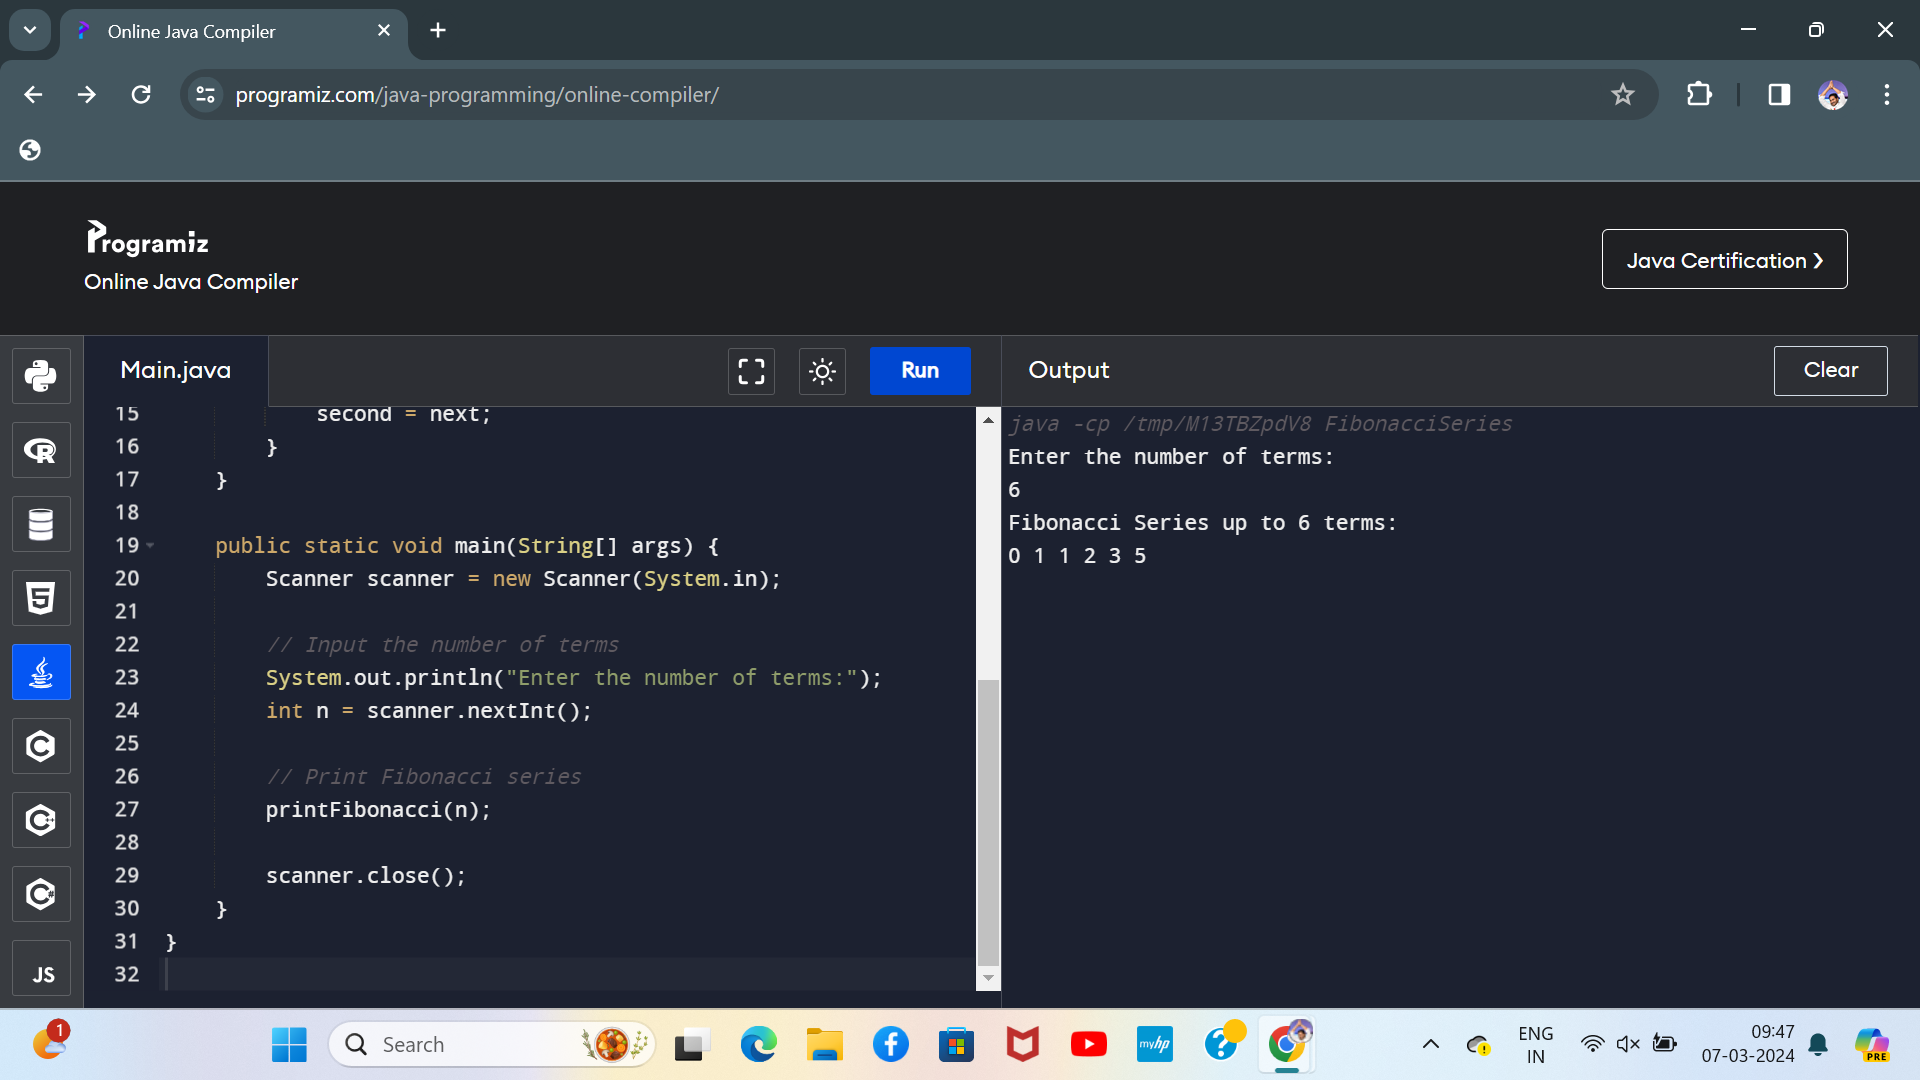 Online Java Compiler
programiz.com/java-programming/online-compiler/
Programiz
Online Java Compiler
Java Certification ❯
Main.java
Run
Output
Clear
15 second = next;
16 }
17 }
18
19 public static void main(String[] args) {
20 Scanner scanner = new Scanner(System.in);
21
22 // Input the number of terms
23 System.out.println("Enter the number of terms:");
24 int n = scanner.nextInt();
25
26 // Print Fibonacci series
27 printFibonacci(n);
28
29 scanner.close();
30 }
31 }
32
java -cp /tmp/M13TBZpdV8 FibonacciSeries
Enter the number of terms:
6
Fibonacci Series up to 6 terms:
0 1 1 2 3 5
R
5
C
C++
C#
JS
1
Search
myhp
?
ENG
IN
09:47
07-03-2024
PRE